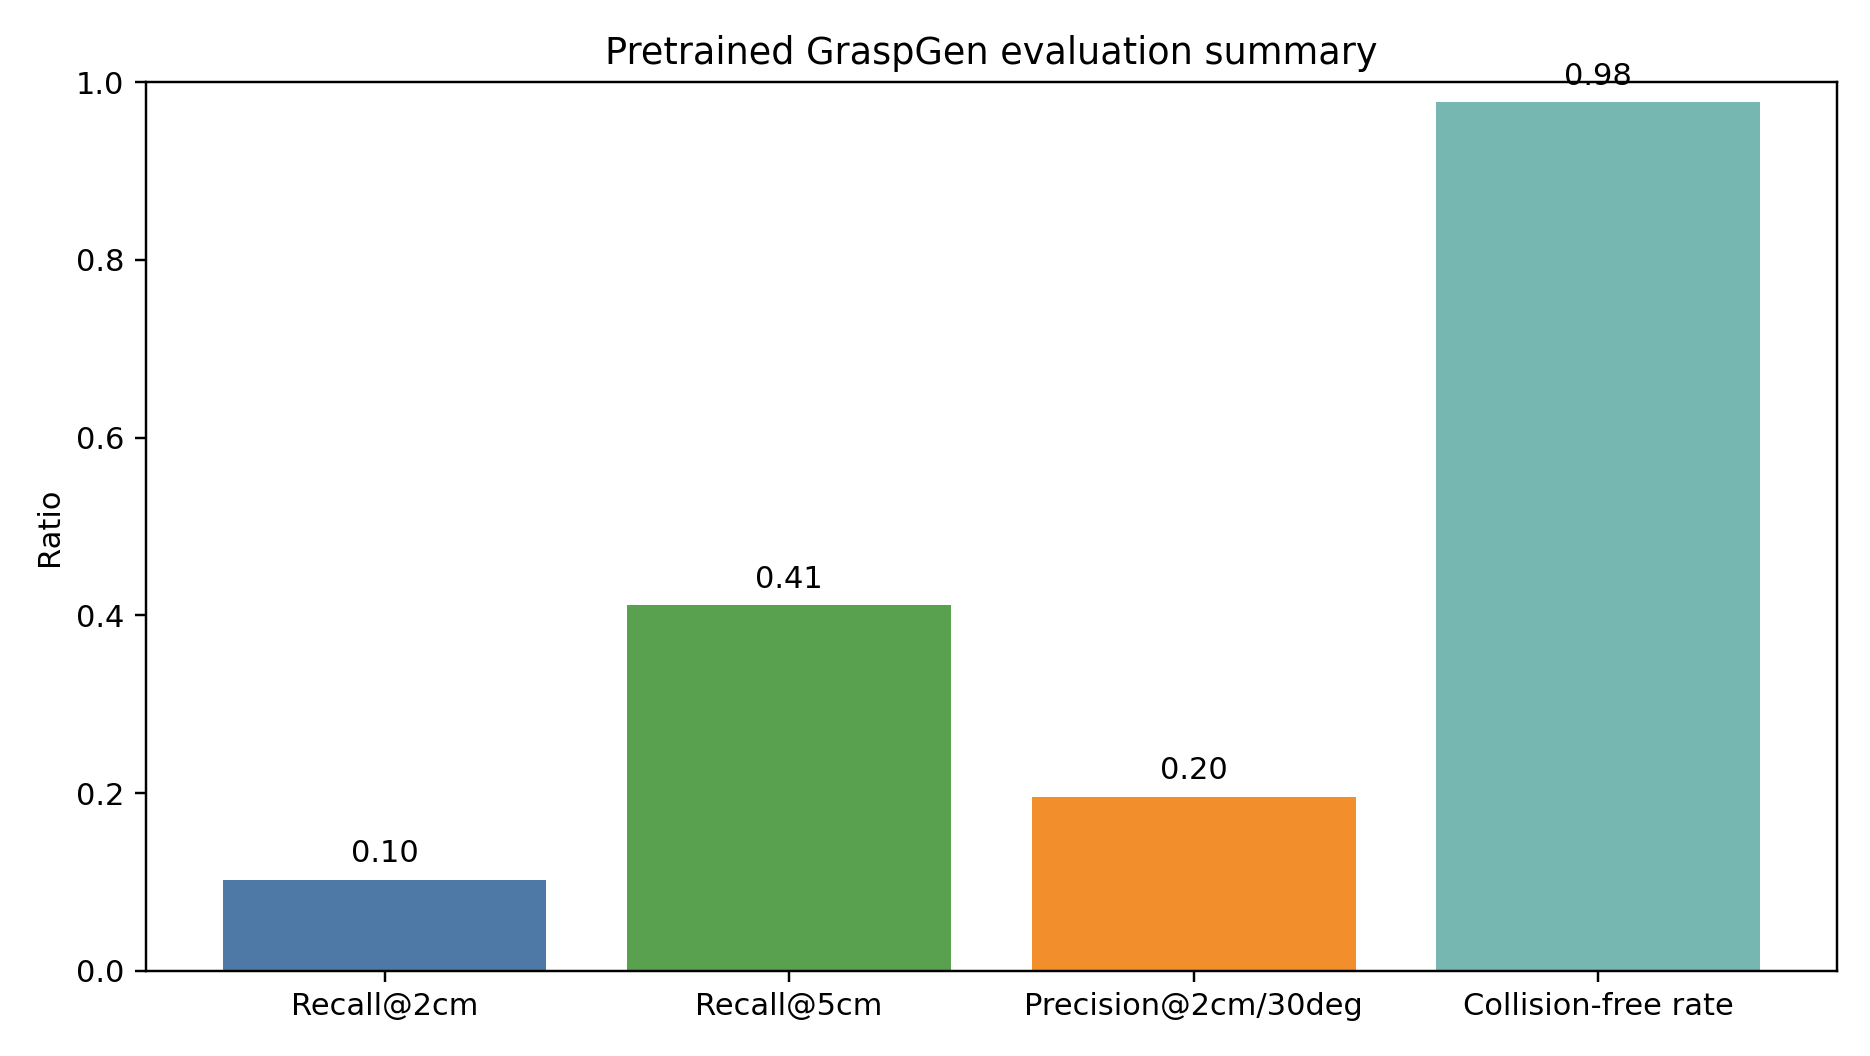 Pretrained GraspGen evaluation summary
Ratio
1.0
0.8
0.6
0.4
0.2
0.0
0.10
0.41
0.20
0.98
Recall@2cm
Recall@5cm
Precision@2cm/30deg
Collision-free rate